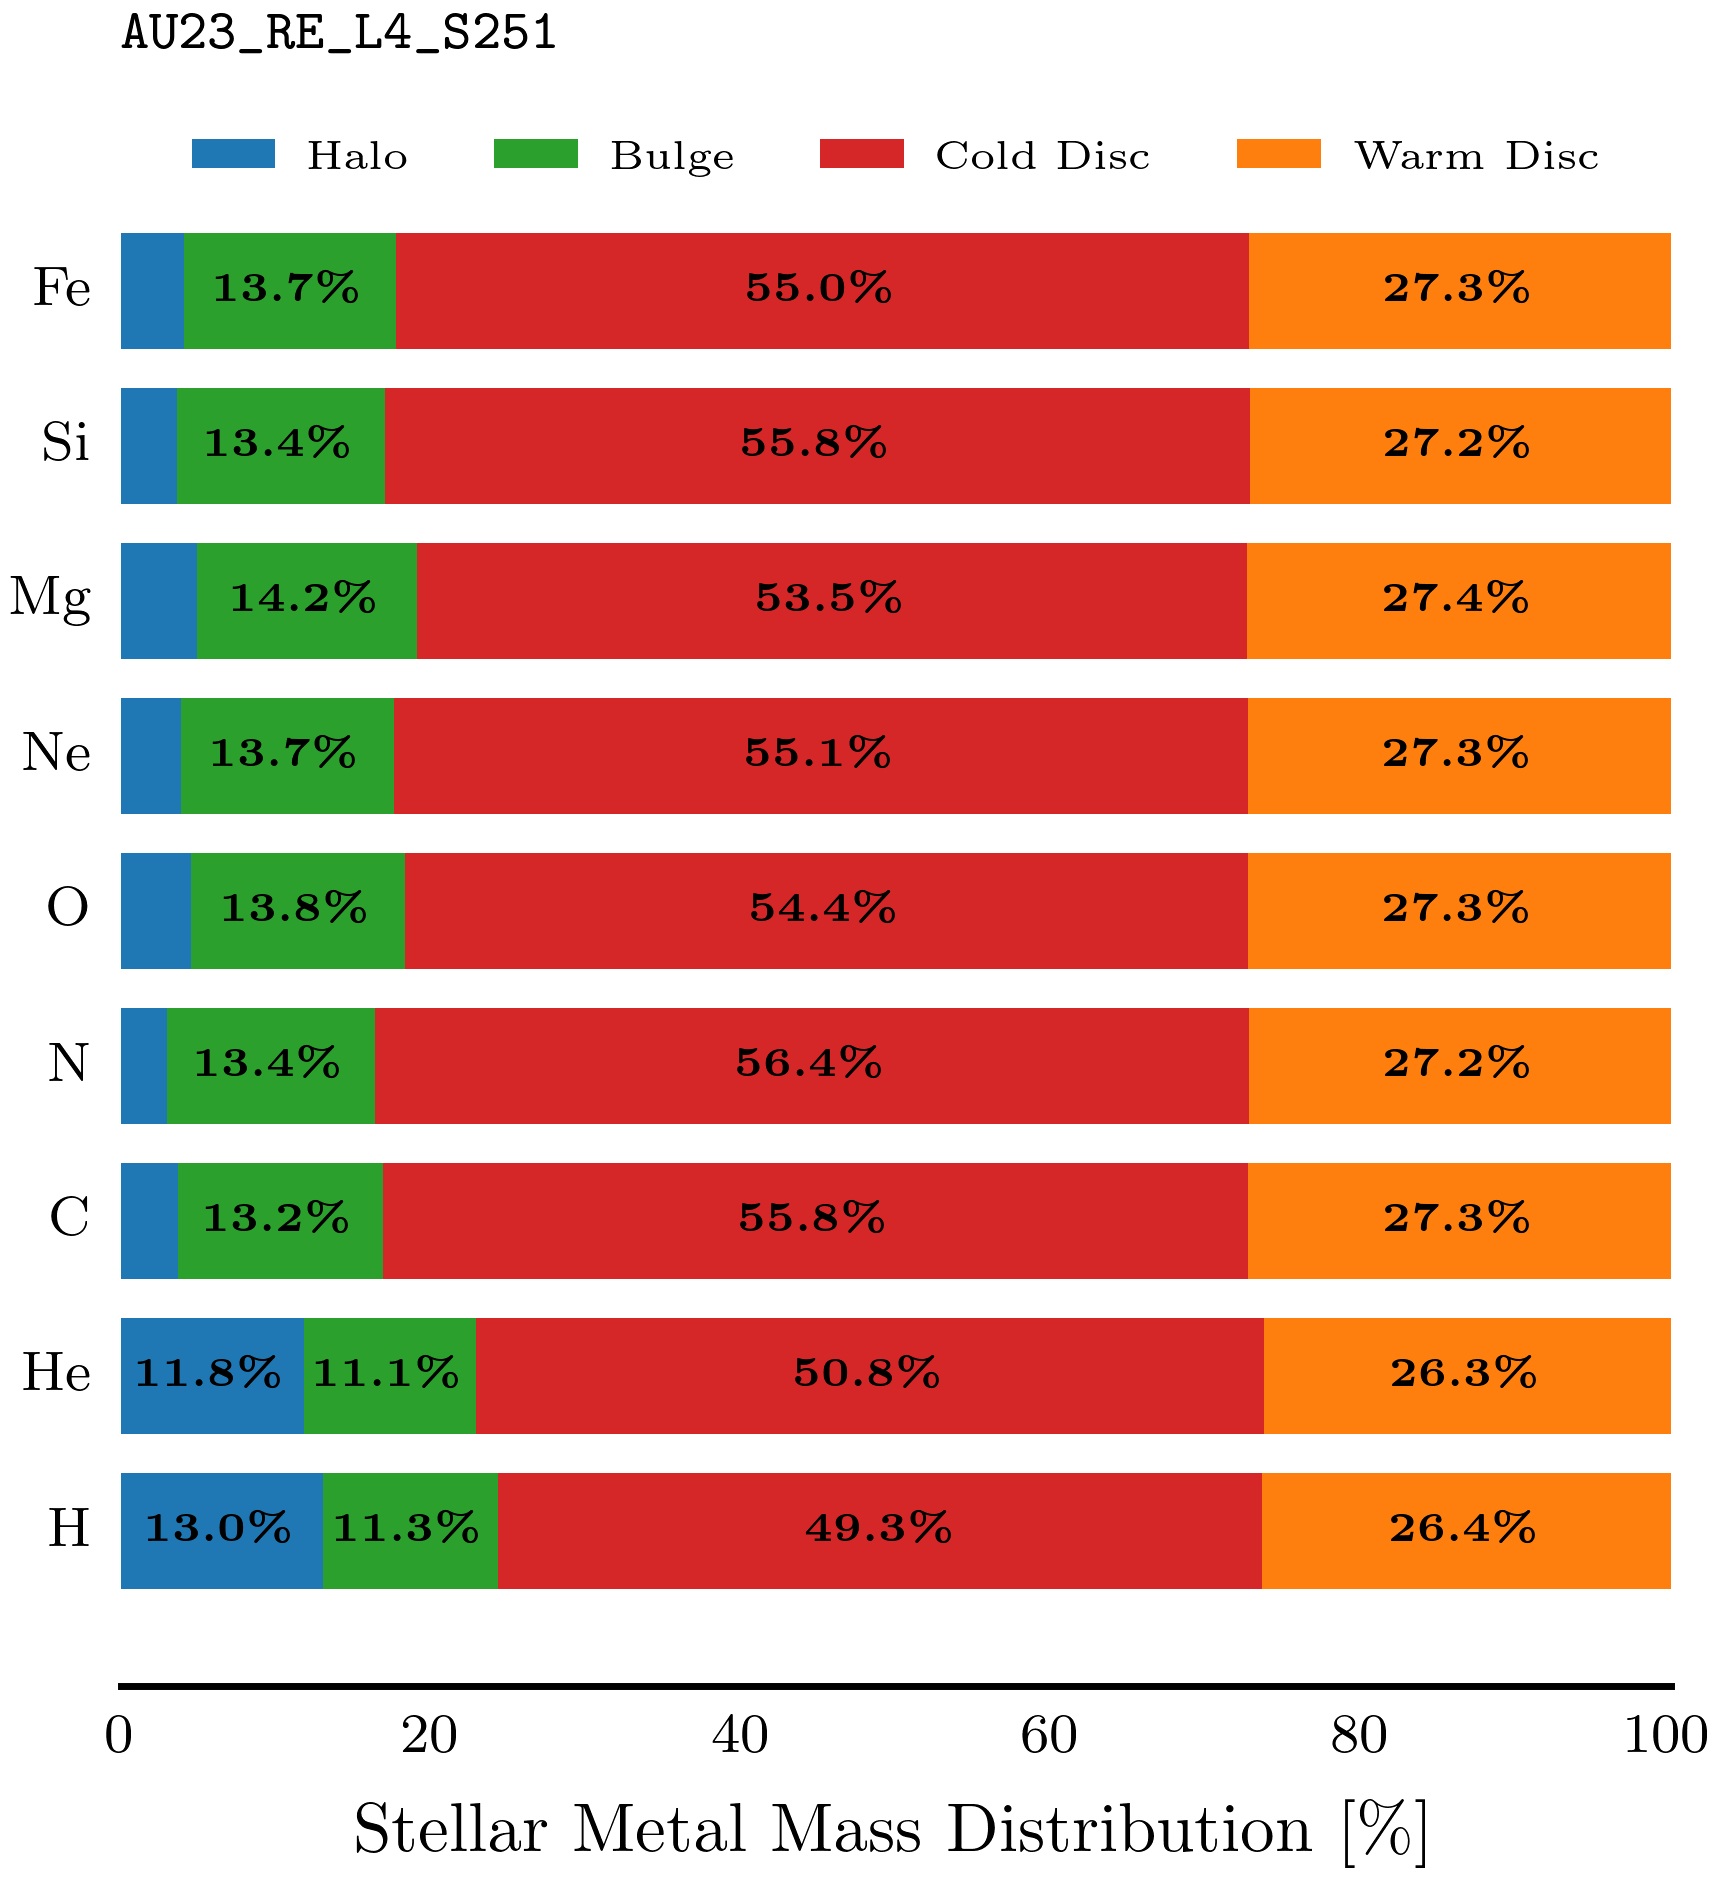 AU23_RE_L4_S251
Halo Bulge Cold Disc Warm Disc
Fe 13.7% 55.0% 27.3%
Si 13.4% 55.8% 27.2%
Mg 14.2% 53.5% 27.4%
Ne 13.7% 55.1% 27.3%
O 13.8% 54.4% 27.3%
N 13.4% 56.4% 27.2%
C 13.2% 55.8% 27.3%
He 11.8% 11.1% 50.8% 26.3%
H 13.0% 11.3% 49.3% 26.4%
0 20 40 60 80 100
Stellar Metal Mass Distribution [%]